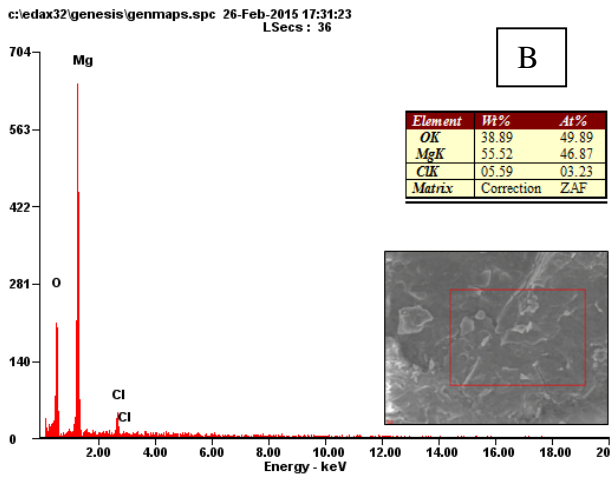 c:\edax32\genesis\genmaps.spc 26-Feb-2015 17:31:23
LSecs : 36
B
704
563
422
281
140
0
Mg
O
Cl
Cl
Element Wt% At%
OK 38.89 49.89
MgK 55.52 46.87
ClK 05.59 03.23
Matrix Correction ZAF
2.00 4.00 6.00 8.00 10.00 12.00 14.00 16.00 18.00 20
Energy - keV